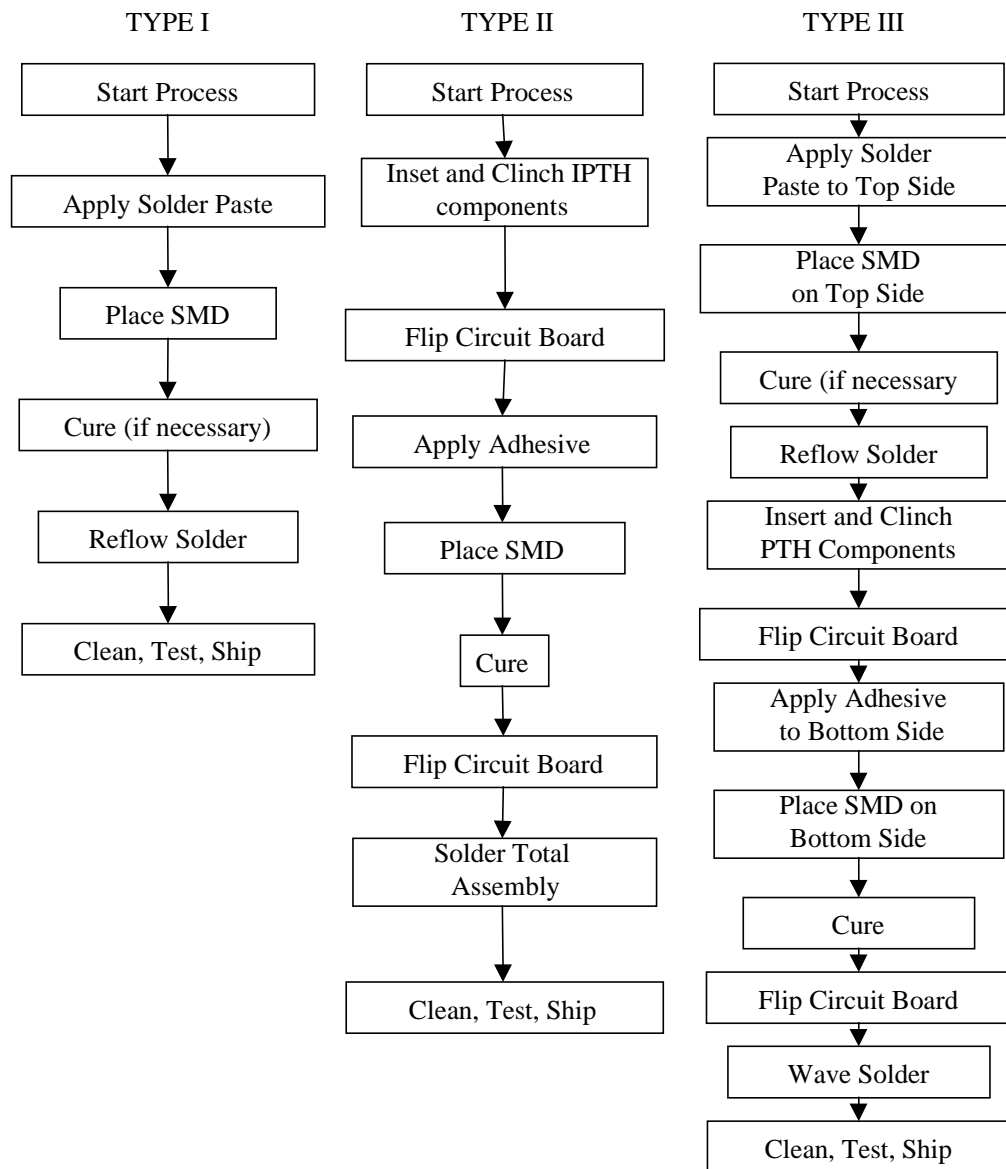 TYPE I
Start Process
Apply Solder Paste
Place SMD
Cure (if necessary)
Reflow Solder
Clean, Test, Ship
TYPE II
Start Process
Inset and Clinch IPTH
components
Flip Circuit Board
Apply Adhesive
Place SMD
Cure
Flip Circuit Board
Solder Total
Assembly
Clean, Test, Ship
TYPE III
Start Process
Apply Solder
Paste to Top Side
Place SMD
on Top Side
Cure (if necessary
Reflow Solder
Insert and Clinch
PTH Components
Flip Circuit Board
Apply Adhesive
to Bottom Side
Place SMD on
Bottom Side
Cure
Flip Circuit Board
Wave Solder
Clean, Test, Ship